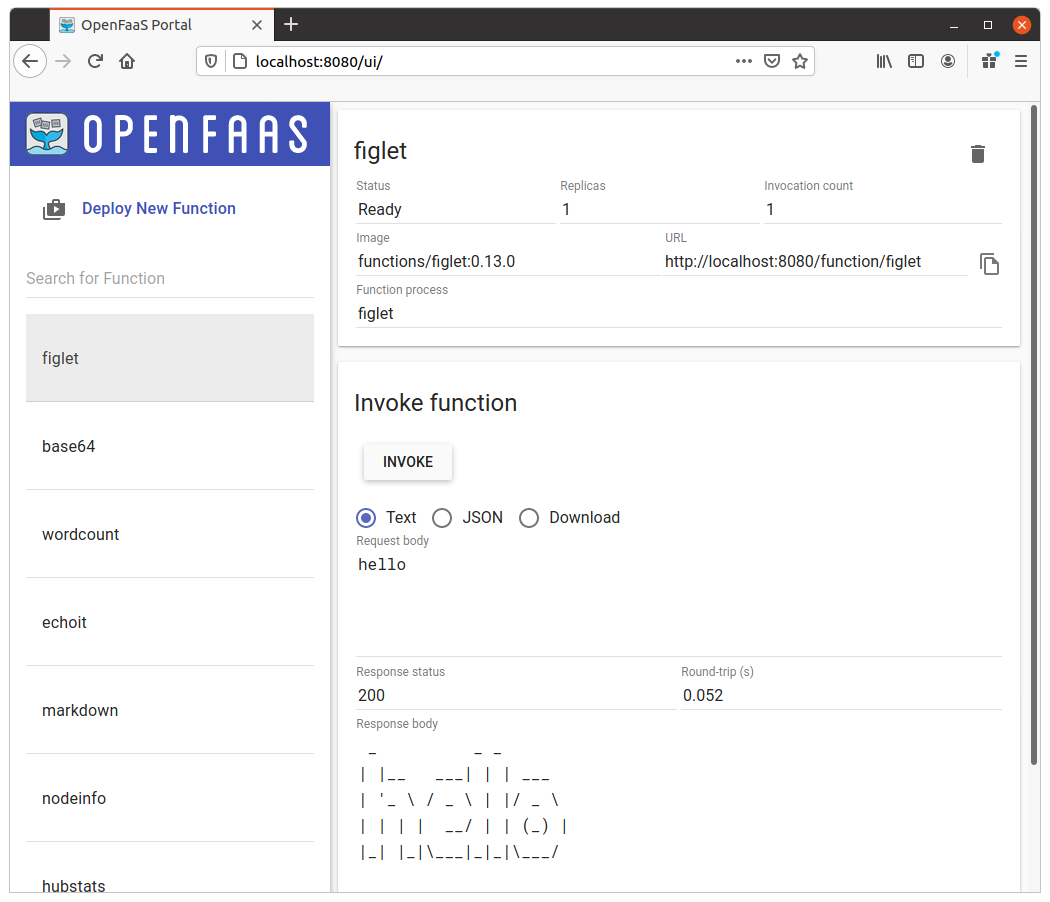 OpenFaaS Portal
localhost:8080/ui/
OPENFAAS
Deploy New Function
Search for Function
figlet
base64
wordcount
echoit
markdown
nodeinfo
hubstats
figlet
Status Replicas Invocation count
Ready 1 1
Image URL
functions/figlet:0.13.0 http://localhost:8080/function/figlet
Function process
figlet
Invoke function
INVOKE
Text JSON Download
Request body
hello
Response status Round-trip (s)
200 0.052
Response body
 _          _ _
| |__   ___| | | ___
| '_ \ / _ \ | |/ _ \
| | | |  __/ | | (_) |
|_| |_|\___|_|_|\___/